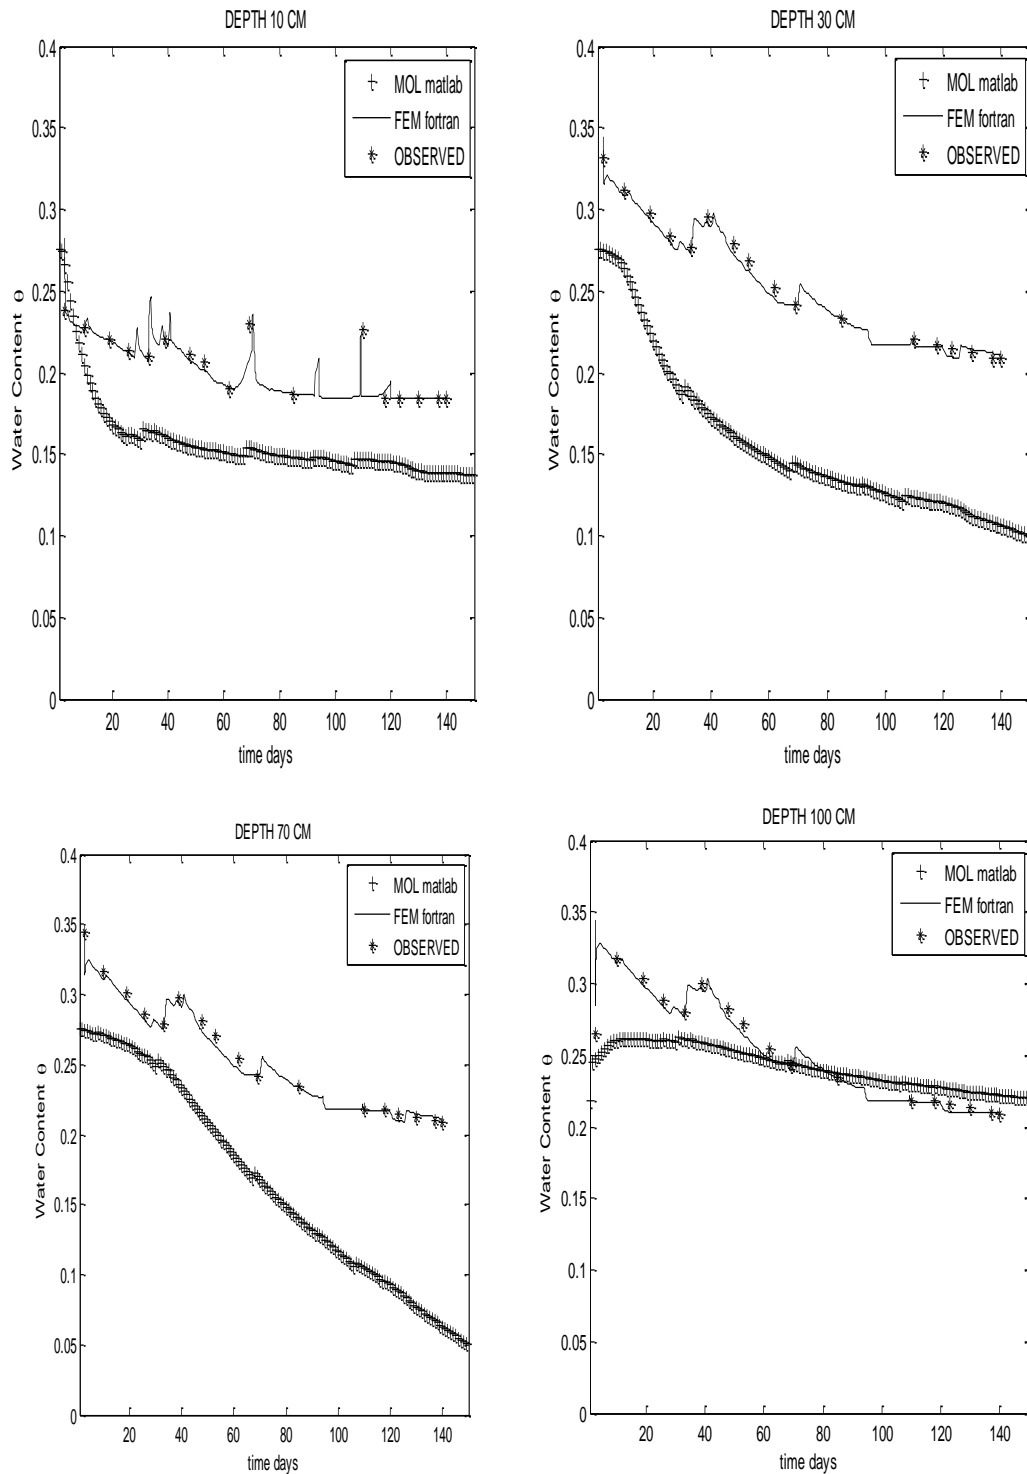 DEPTH 10 CM
0.4
0.35
0.3
0.25
0.2
0.15
0.1
0.05
0
Water Content θ
MOL matlab
FEM fortran
OBSERVED
20 40 60 80 100 120 140
time days
DEPTH 30 CM
0.4
0.35
0.3
0.25
0.2
0.15
0.1
0.05
0
Water Content θ
MOL matlab
FEM fortran
OBSERVED
20 40 60 80 100 120 140
time days
DEPTH 70 CM
0.4
0.35
0.3
0.25
0.2
0.15
0.1
0.05
0
Water Content θ
MOL matlab
FEM fortran
OBSERVED
20 40 60 80 100 120 140
time days
DEPTH 100 CM
0.4
0.35
0.3
0.25
0.2
0.15
0.1
0.05
0
Water Content θ
MOL matlab
FEM fortran
OBSERVED
20 40 60 80 100 120 140
time days